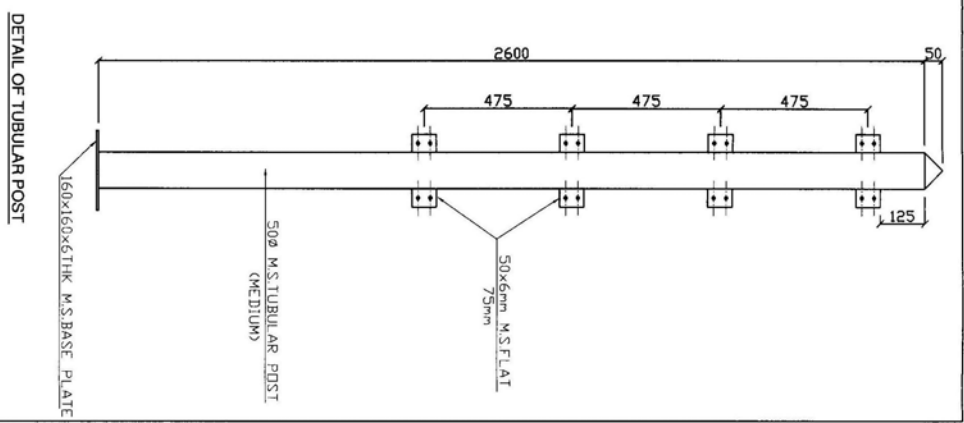 2600
50
475
475
475
125
50x6mm M.S.FLAT
75mm
50ø M.S.TUBULAR POST
(MEDIUM)
160x160x6THK M.S.BASE PLATE
DETAIL OF TUBULAR POST